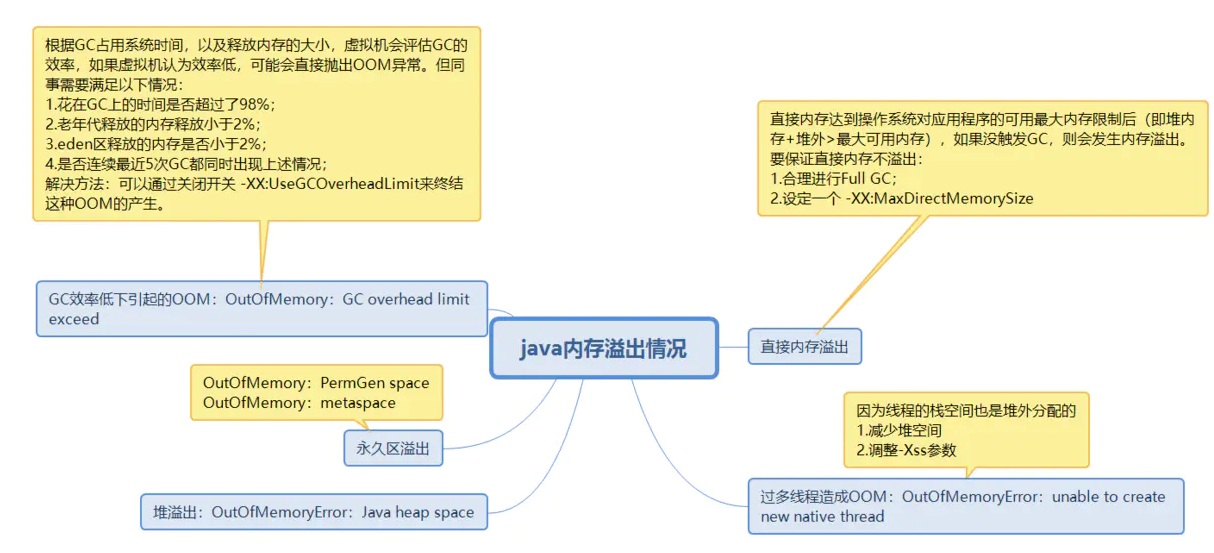 根据GC占用系统时间，以及释放内存的大小，虚拟机会评估GC的
效率，如果虚拟机认为效率低，可能会直接抛出OOM异常。但同
事需要满足以下情况：
1.花在GC上的时间是否超过了98%；
2.老年代释放的内存释放小于2%；
3.eden区释放的内存是否小于2%；
4.是否连续最近5次GC都同时出现上述情况；
解决方法：可以通过关闭开关 -XX:UseGCOverheadLimit来终结
这种OOM的产生。
直接内存达到操作系统对应用程序的可用最大内存限制后（即堆内
存+堆外>最大可用内存），如果没触发GC，则会发生内存溢出。
要保证直接内存不溢出：
1.合理进行Full GC；
2.设定一个 -XX:MaxDirectMemorySize
GC效率低下引起的OOM：OutOfMemory：GC overhead limit
exceed
java内存溢出情况
直接内存溢出
OutOfMemory：PermGen space
OutOfMemory：metaspace
永久区溢出
因为线程的栈空间也是堆外分配的
1.减少堆空间
2.调整-Xss参数
堆溢出：OutOfMemoryError：Java heap space
过多线程造成OOM：OutOfMemoryError：unable to create
new native thread